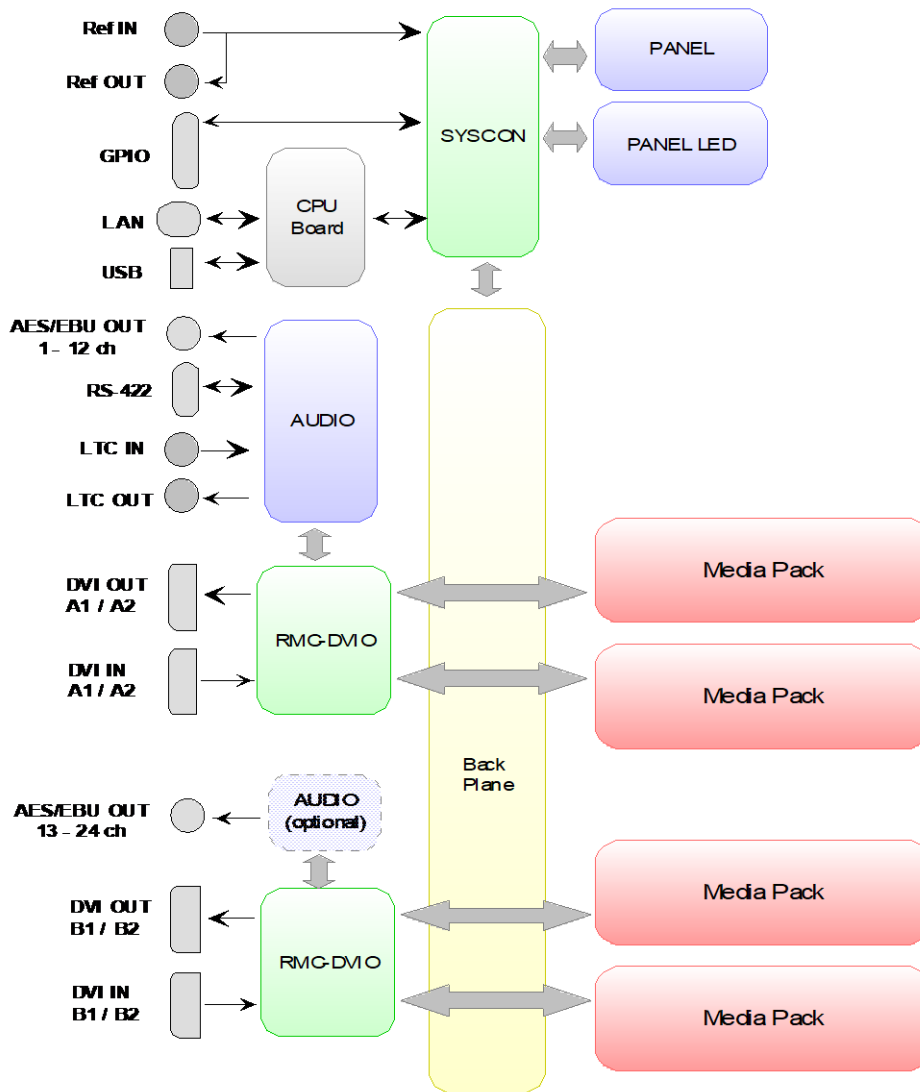 Ref IN
Ref OUT
GPIO
LAN
USB
CPU
Board
SYSCON
PANEL
PANEL LED
AES/EBU OUT
1 - 12 ch
RS-422
LTC IN
LTC OUT
AUDIO
DVI OUT
A1 / A2
DVI IN
A1 / A2
RMC-DVIO
Media Pack
Media Pack
Back
Plane
AES/EBU OUT
13 - 24 ch
AUDIO
(optional)
DVI OUT
B1 / B2
DVI IN
B1 / B2
RMC-DVIO
Media Pack
Media Pack